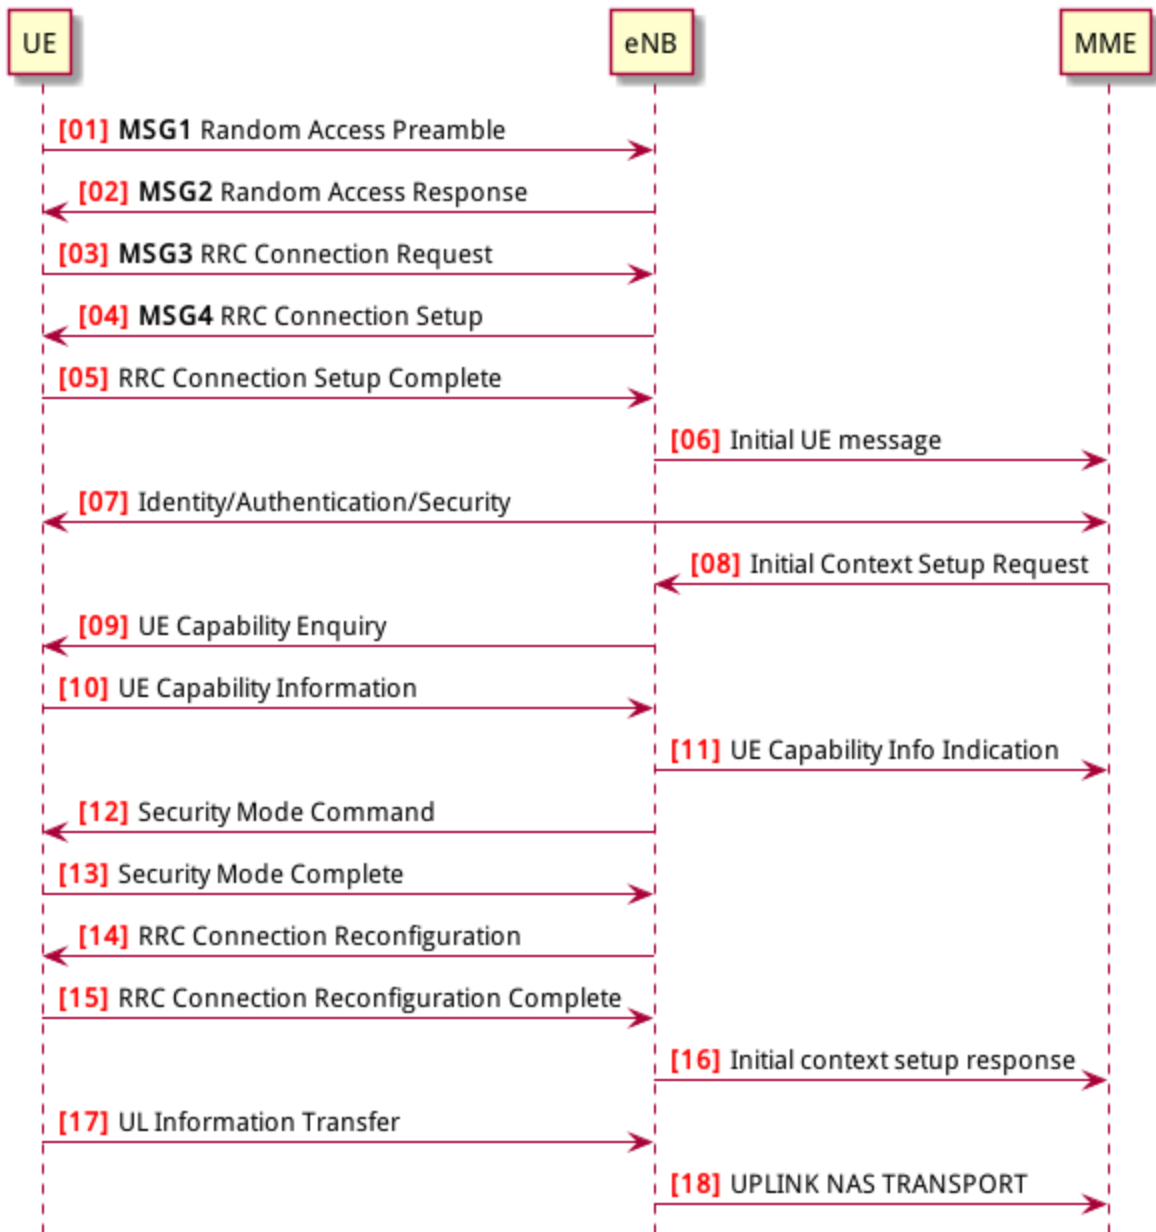 UE eNB MME
[01] MSG1 Random Access Preamble
[02] MSG2 Random Access Response
[03] MSG3 RRC Connection Request
[04] MSG4 RRC Connection Setup
[05] RRC Connection Setup Complete
[06] Initial UE message
[07] Identity/Authentication/Security
[08] Initial Context Setup Request
[09] UE Capability Enquiry
[10] UE Capability Information
[11] UE Capability Info Indication
[12] Security Mode Command
[13] Security Mode Complete
[14] RRC Connection Reconfiguration
[15] RRC Connection Reconfiguration Complete
[16] Initial context setup response
[17] UL Information Transfer
[18] UPLINK NAS TRANSPORT